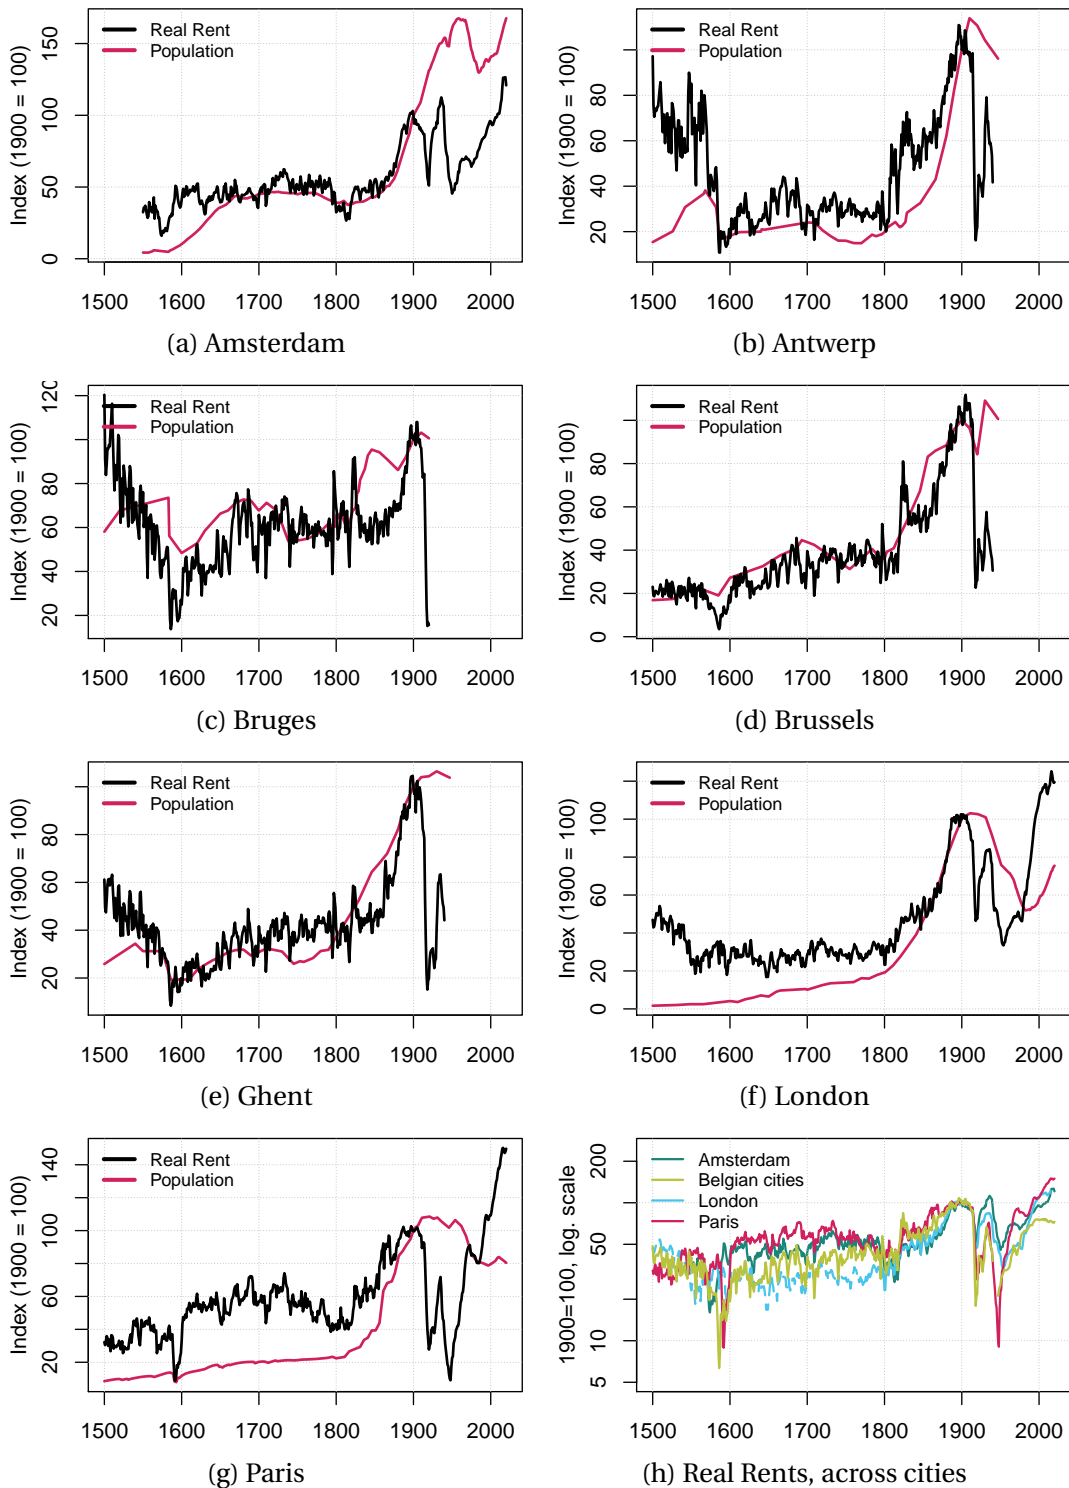 Real Rent
Population
Index (1900 = 100)
0 50 100 150
1500 1600 1700 1800 1900 2000
(a) Amsterdam
Real Rent
Population
Index (1900 = 100)
20 40 60 80
1500 1600 1700 1800 1900 2000
(b) Antwerp
Real Rent
Population
Index (1900 = 100)
20 40 60 80 120
1500 1600 1700 1800 1900 2000
(c) Bruges
Real Rent
Population
Index (1900 = 100)
0 20 40 60 80
1500 1600 1700 1800 1900 2000
(d) Brussels
Real Rent
Population
Index (1900 = 100)
20 40 60 80
1500 1600 1700 1800 1900 2000
(e) Ghent
Real Rent
Population
Index (1900 = 100)
0 20 60 100
1500 1600 1700 1800 1900 2000
(f) London
Real Rent
Population
Index (1900 = 100)
20 60 100 140
1500 1600 1700 1800 1900 2000
(g) Paris
Amsterdam
Belgian cities
London
Paris
1900=100, log. scale
5 10 50 200
1500 1600 1700 1800 1900 2000
(h) Real Rents, across cities